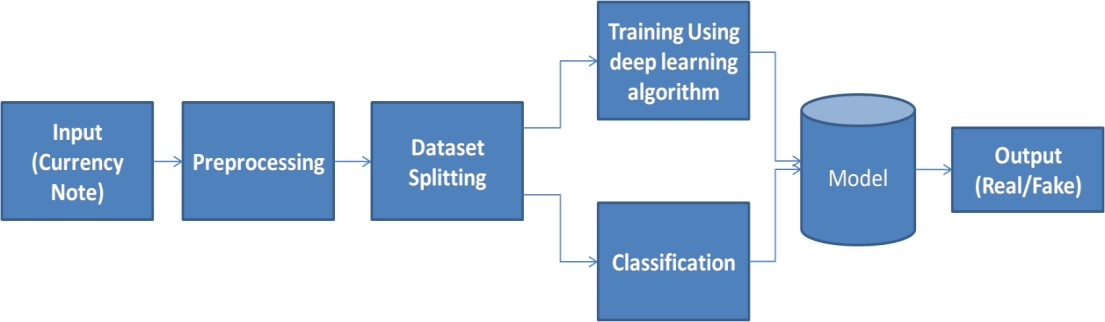 Input
(Currency
Note)
Preprocessing
Dataset
Splitting
Training Using
deep learning
algorithm
Classification
Model
Output
(Real/Fake)